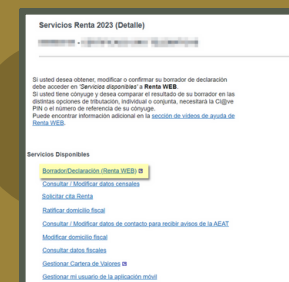 Servicios Renta 2023 (Detalle)
Si usted desea obtener, modificar o confirmar su borrador de declaración
debe acceder en 'Servicios disponibles' a Renta WEB.
Si usted tiene cónyuge y desea comparar el resultado de su borrador en las
distintas opciones de tributación, individual o conjunta, necesitará la Cl@ve
PIN o el número de referencia de su cónyuge.
Puede encontrar información adicional en la sección de vídeos de ayuda de
Renta WEB.
Servicios Disponibles
Borrador/Declaración (Renta WEB)
Consultar / Modificar datos censales
Solicitar cita Renta
Ratificar domicilio fiscal
Consultar / Modificar datos de contacto para recibir avisos de la AEAT
Modificar domicilio fiscal
Consultar datos fiscales
Gestionar Cartera de Valores
Gestionar mi usuario de la aplicación móvil